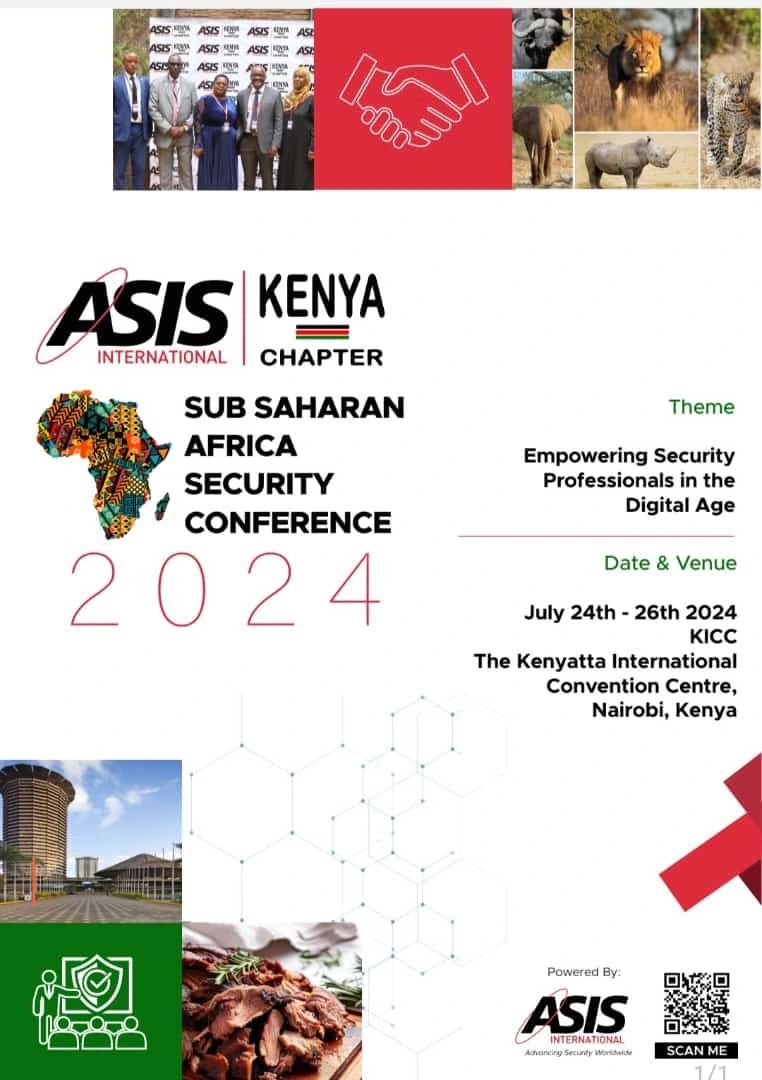 ASIS
INTERNATIONAL
KENYA
CHAPTER
SUB SAHARAN
AFRICA
SECURITY
CONFERENCE
2024
Theme
Empowering Security
Professionals in the
Digital Age
Date & Venue
July 24th - 26th 2024
KICC
The Kenyatta International
Convention Centre,
Nairobi, Kenya
Powered By:
ASIS
INTERNATIONAL
Advancing Security Worldwide
SCAN ME
1/1